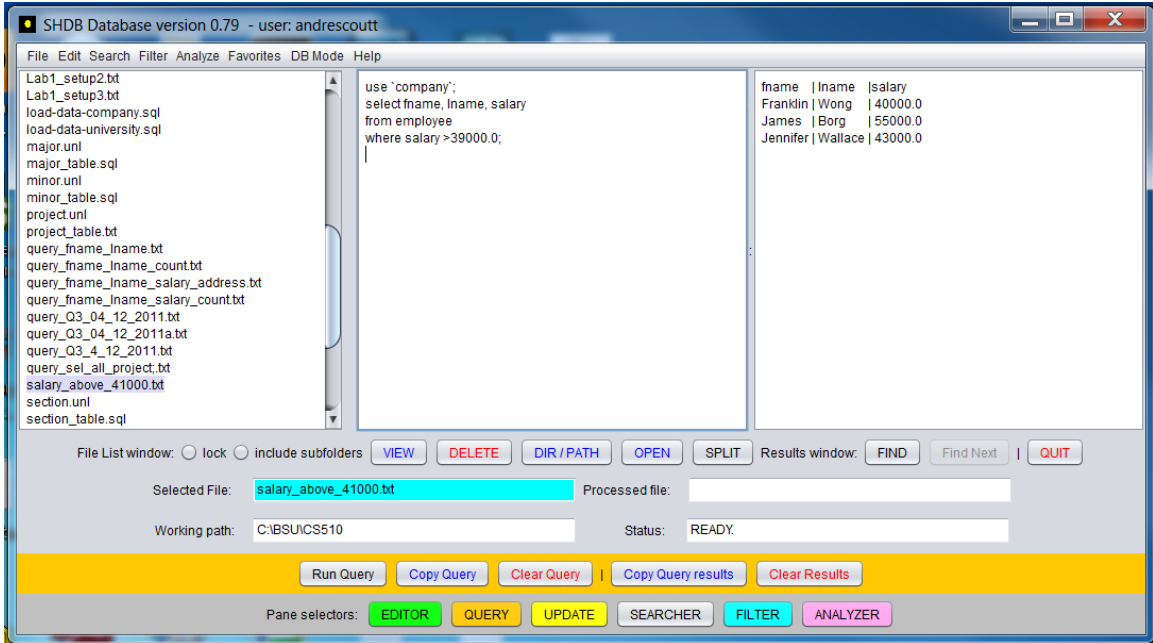 SHDB Database version 0.79 - user: andrescoutt
File Edit Search Filter Analyze Favorites DB Mode Help
Lab1_setup2.txt
Lab1_setup3.txt
load-data-company.sql
load-data-university.sql
major.unl
major_table.sql
minor.unl
minor_table.sql
project.unl
project_table.txt
query_fname_lname.txt
query_fname_lname_count.txt
query_fname_lname_salary_address.txt
query_fname_lname_salary_count.txt
query_Q3_04_12_2011.txt
query_Q3_04_12_2011a.txt
query_Q3_4_12_2011.txt
query_sel_all_project;.txt
salary_above_41000.txt
section.unl
section_table.sql
use `company`;
select fname, lname, salary
from employee
where salary >39000.0;
fname | lname |salary
Franklin | Wong | 40000.0
James | Borg | 55000.0
Jennifer | Wallace | 43000.0
File List window: lock include subfolders VIEW DELETE DIR / PATH OPEN SPLIT Results window: FIND Find Next | QUIT
Selected File: salary_above_41000.txt Processed file:
Working path: C:\BSU\CS510 Status: READY.
Run Query Copy Query Clear Query | Copy Query results Clear Results
Pane selectors: EDITOR QUERY UPDATE SEARCHER FILTER ANALYZER